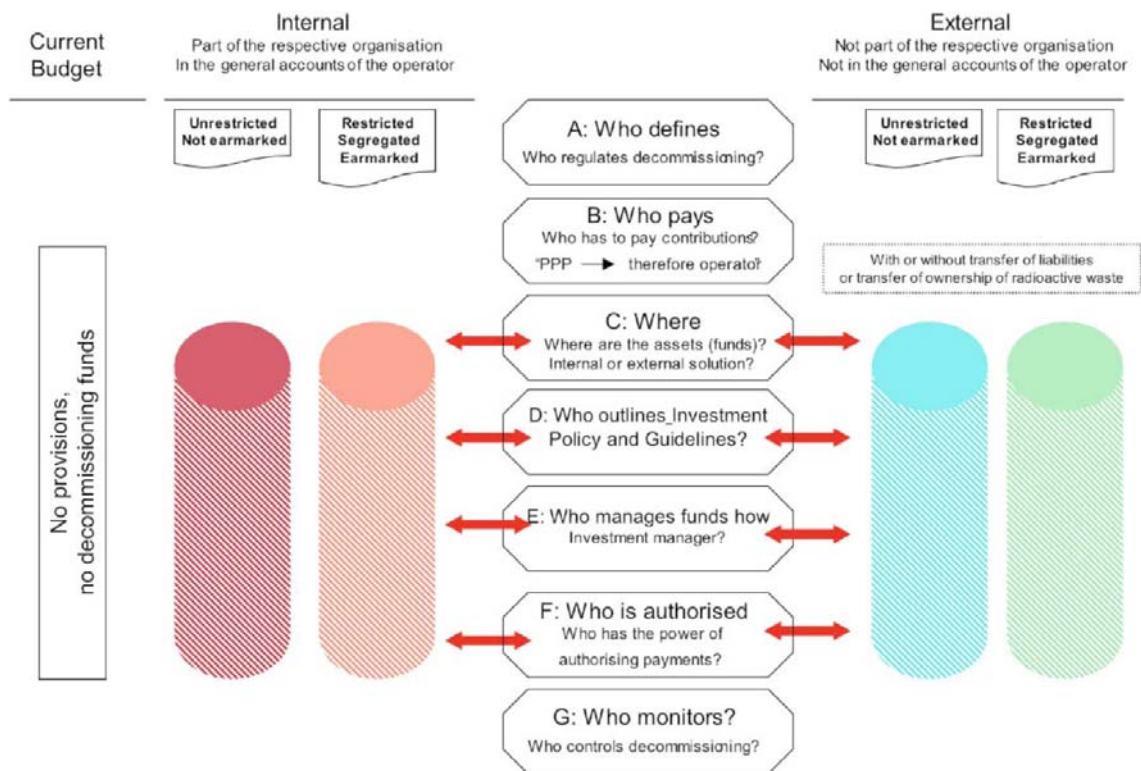 Current
Budget
Internal
Part of the respective organisation
In the general accounts of the operator
External
Not part of the respective organisation
Not in the general accounts of the operator
Unrestricted
Not earmarked
Restricted
Segregated
Earmarked
A: Who defines
Who regulates decommissioning?
Unrestricted
Not earmarked
Restricted
Segregated
Earmarked
B: Who pays
Who has to pay contributions?
"PPP → therefore operator?
With or without transfer of liabilities
or transfer of ownership of radioactive waste
No provisions,
no decommissioning funds
C: Where
Where are the assets (funds)?
Internal or external solution?
D: Who outlines_Investment
Policy and Guidelines?
E: Who manages funds how
Investment manager?
F: Who is authorised
Who has the power of
authorising payments?
G: Who monitors?
Who controls decommissioning?